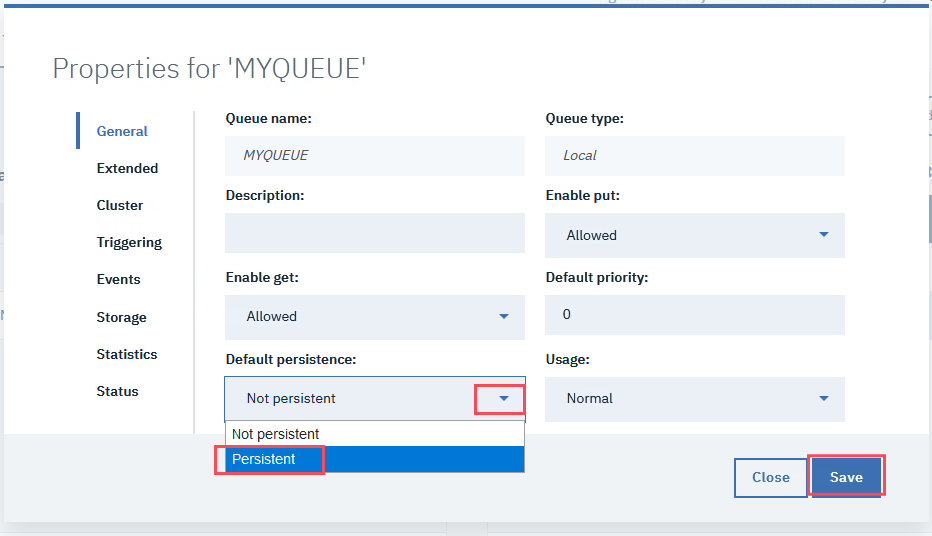 Properties for 'MYQUEUE'
General
Extended
Cluster
Triggering
Events
Storage
Statistics
Status
Queue name:
MYQUEUE
Queue type:
Local
Description:
Enable put:
Allowed
Enable get:
Allowed
Default priority:
0
Default persistence:
Not persistent
Not persistent
Persistent
Usage:
Normal
Close
Save